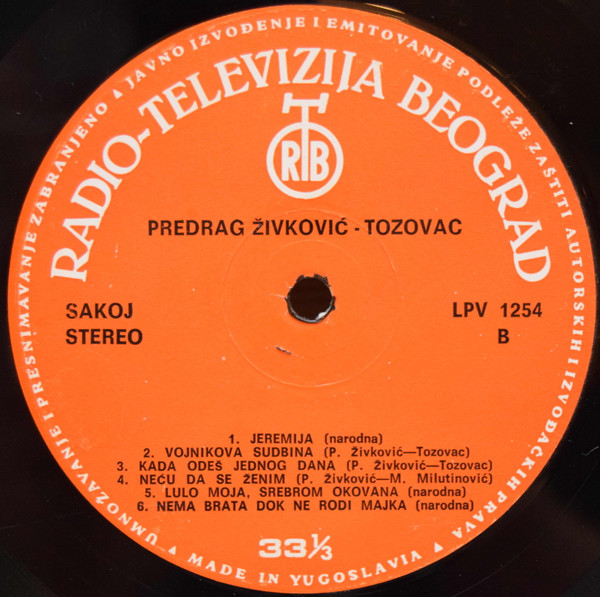 UMNOŽAVANJE I PRESNIMAVANJE ZABRANJENO ▲ JAVNO IZVOĐENJE I EMITOVANJE PODLEŽE ZAŠTITI AUTORSKIH I IZVOĐAČKIH PRAVA ▲
RADIO-TELEVIZIJA BEOGRAD
RTB
PREDRAG ŽIVKOVIĆ - TOZOVAC
SAKOJ LPV 1254
STEREO B
1. JEREMIJA (narodna)
2. VOJNIKOVA SUDBINA (P. Živković—Tozovac)
3. KADA ODEŠ JEDNOG DANA (P. Živković—Tozovac)
4. NEĆU DA SE ŽENIM (P. Živković—M. Milutinović)
5. LULO MOJA, SREBROM OKOVANA (narodna)
6. NEMA BRATA DOK NE RODI MAJKA (narodna)
33⅓
▲ MADE IN YUGOSLAVIA ▲